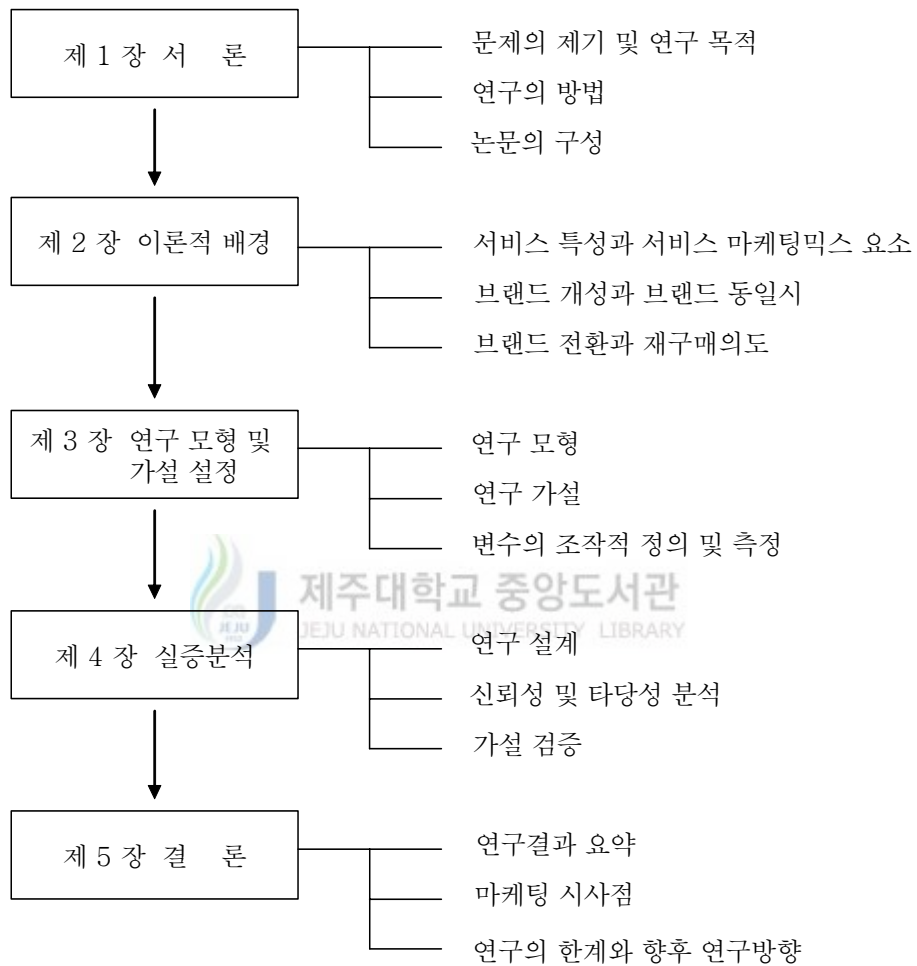 제 1 장 서 론
문제의 제기 및 연구 목적
연구의 방법
논문의 구성
제 2 장 이론적 배경
서비스 특성과 서비스 마케팅믹스 요소
브랜드 개성과 브랜드 동일시
브랜드 전환과 재구매의도
제 3 장 연구 모형 및
가설 설정
연구 모형
연구 가설
변수의 조작적 정의 및 측정
제주대학교 중앙도서관
JEJU NATIONAL UNIVERSITY LIBRARY
JEJU
1952
제 4 장 실증분석
연구 설계
신뢰성 및 타당성 분석
가설 검증
제 5 장 결 론
연구결과 요약
마케팅 시사점
연구의 한계와 향후 연구방향